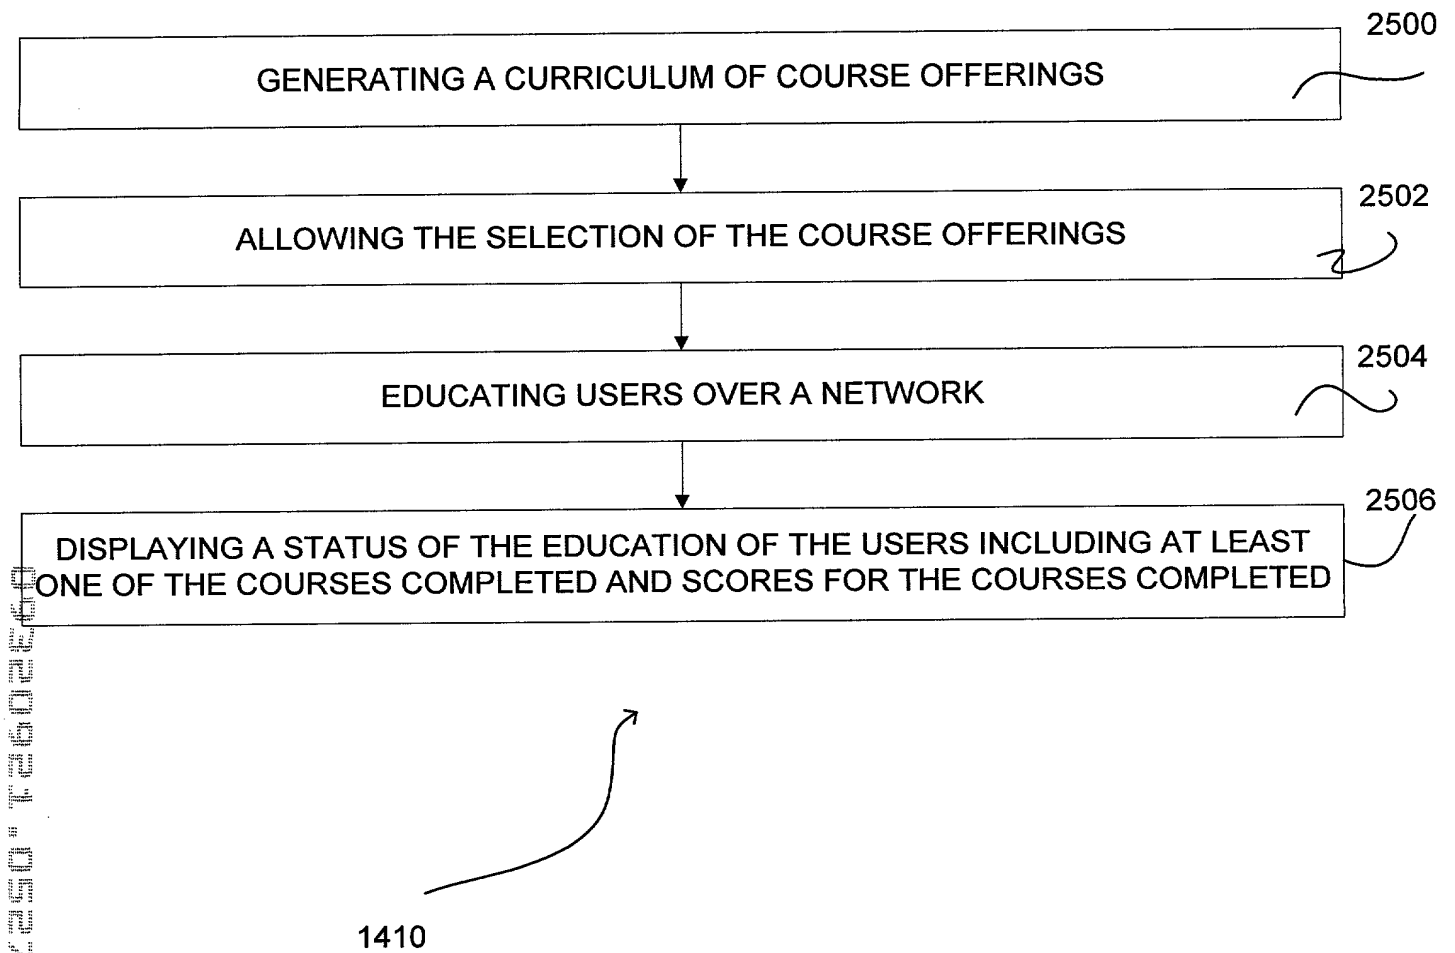 2500
GENERATING A CURRICULUM OF COURSE OFFERINGS
2502
ALLOWING THE SELECTION OF THE COURSE OFFERINGS
2504
EDUCATING USERS OVER A NETWORK
2506
DISPLAYING A STATUS OF THE EDUCATION OF THE USERS INCLUDING AT LEAST
ONE OF THE COURSES COMPLETED AND SCORES FOR THE COURSES COMPLETED
1410